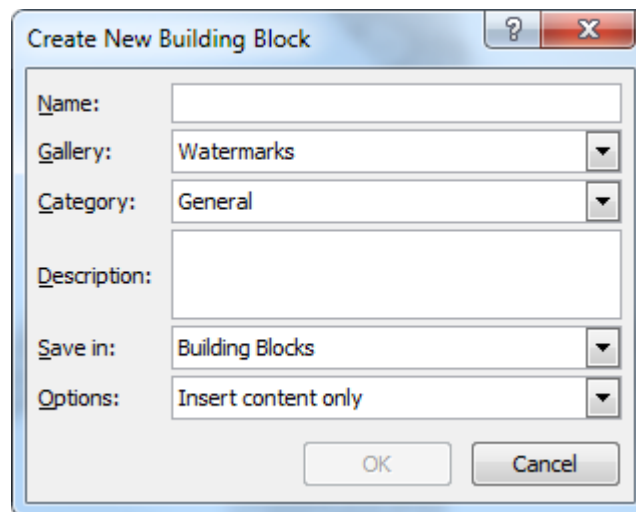 Create New Building Block
?
Name:
Gallery: Watermarks
Category: General
Description:
Save in: Building Blocks
Options: Insert content only
OK Cancel